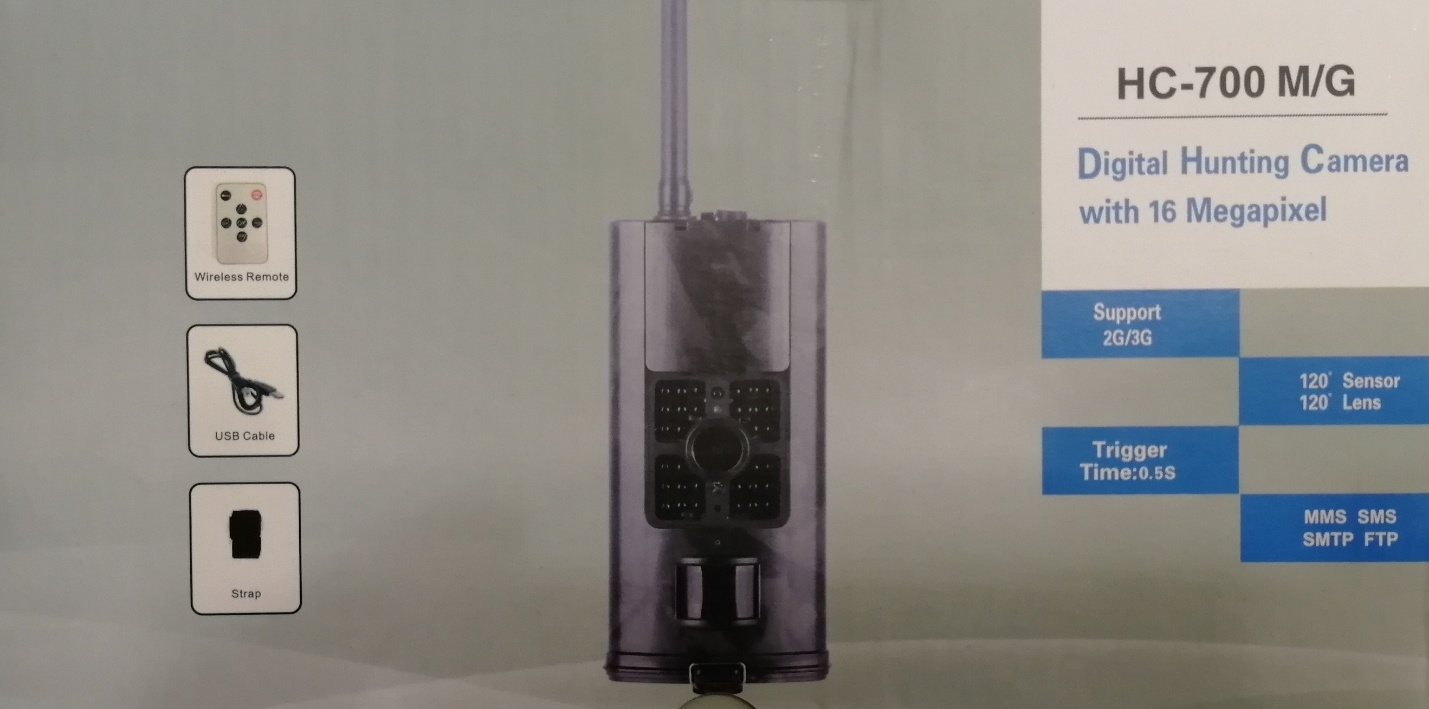 HC-700 M/G
Digital Hunting Camera
with 16 Megapixel
Support
2G/3G
120° Sensor
120° Lens
Trigger
Time:0.5S
MMS SMS
SMTP FTP
Wireless Remote
USB Cable
Strap